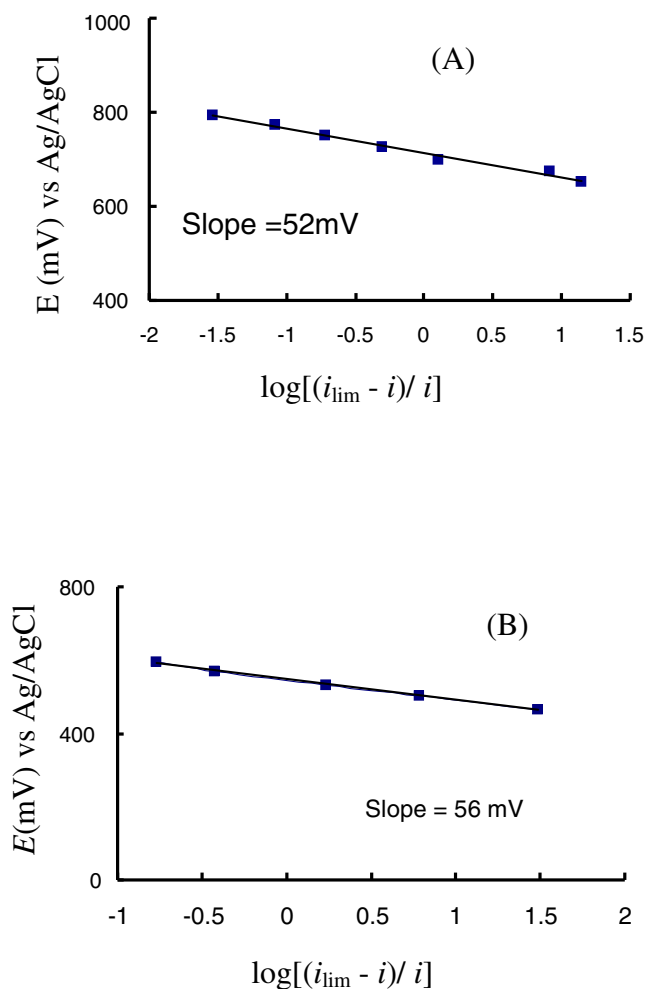 1000
(A)
800
600
Slope =52mV
400
E (mV) vs Ag/AgCl
-2 -1.5 -1 -0.5 0 0.5 1 1.5
log[(i_lim - i)/ i]
800
(B)
400
Slope = 56 mV
0
E(mV) vs Ag/AgCl
-1 -0.5 0 0.5 1 1.5 2
log[(i_lim - i)/ i]